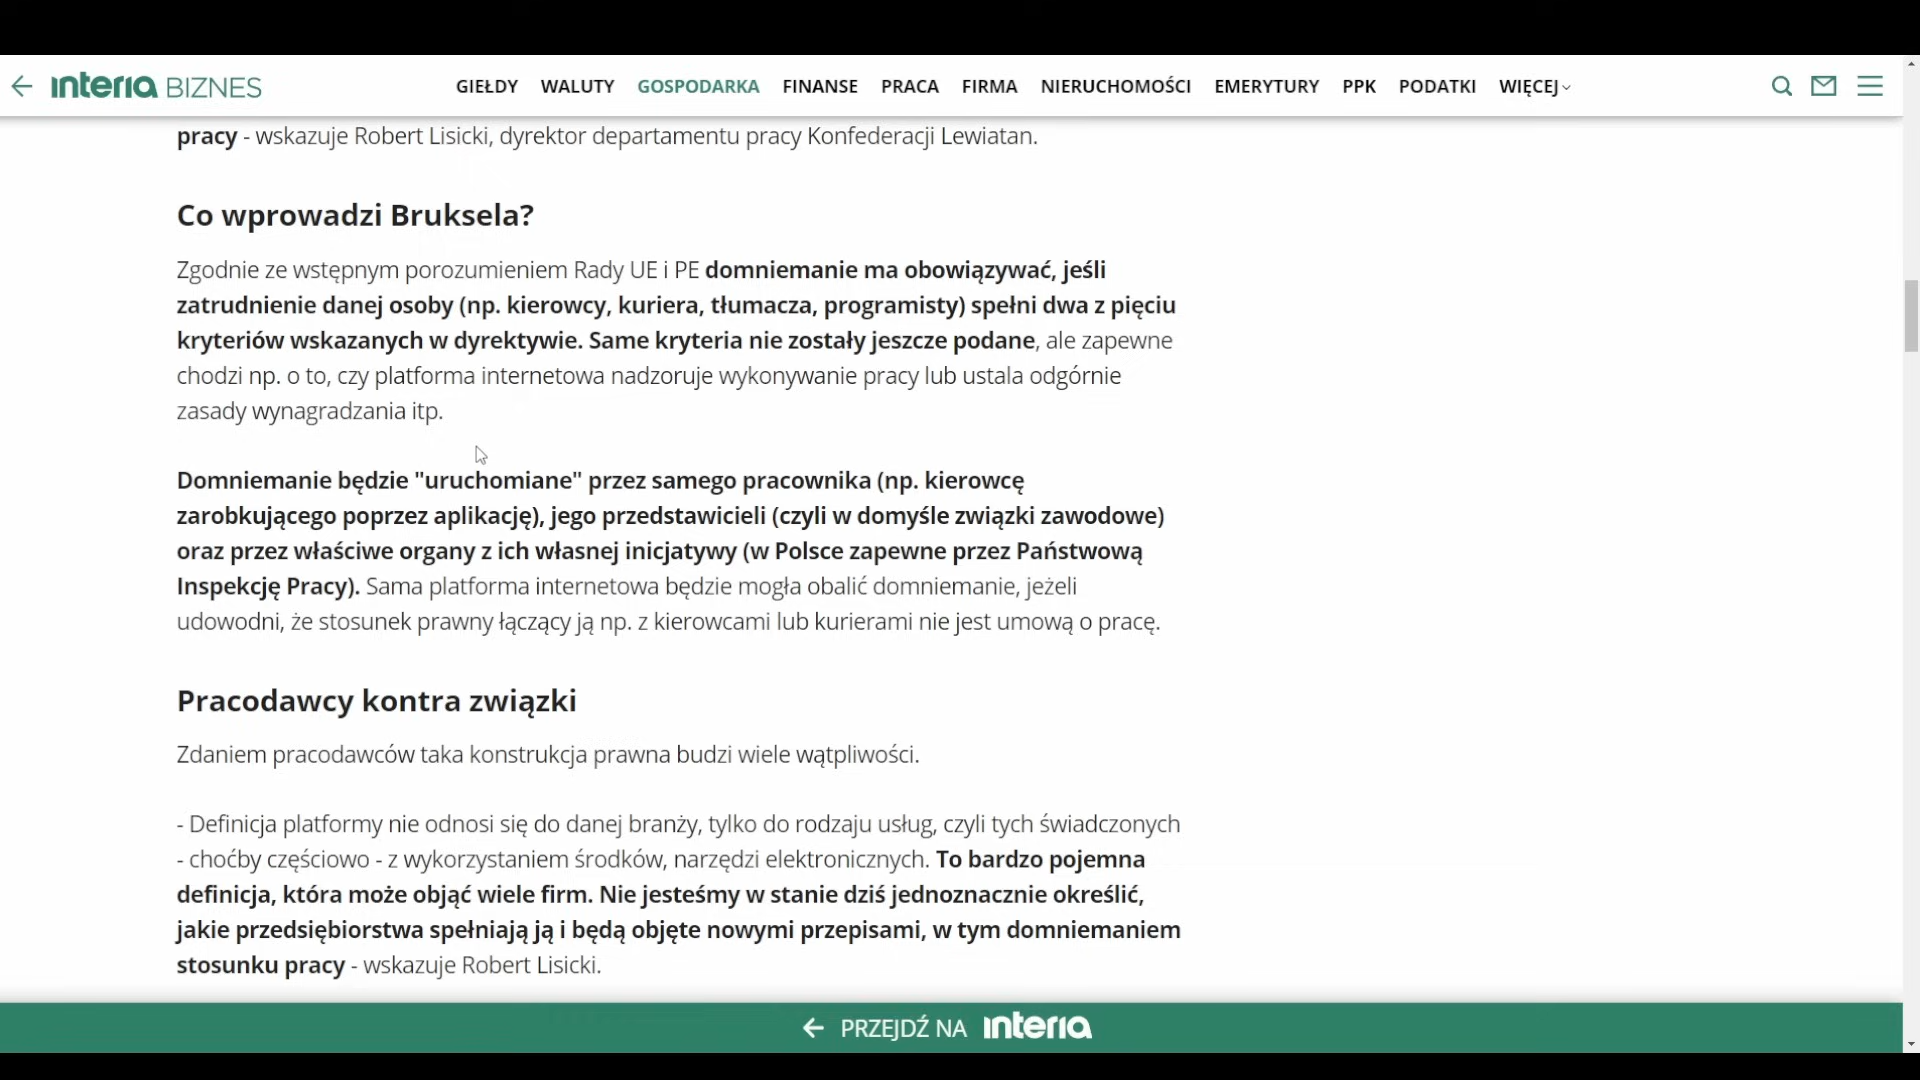 interia BIZNES
GIEŁDY WALUTY GOSPODARKA FINANSE PRACA FIRMA NIERUCHOMOŚCI EMERYTURY PPK PODATKI WIĘCEJ
pracy - wskazuje Robert Lisicki, dyrektor departamentu pracy Konfederacji Lewiatan.
Co wprowadzi Bruksela?
Zgodnie ze wstępnym porozumieniem Rady UE i PE domniemanie ma obowiązywać, jeśli
zatrudnienie danej osoby (np. kierowcy, kuriera, tłumacza, programisty) spełni dwa z pięciu
kryteriów wskazanych w dyrektywie. Same kryteria nie zostały jeszcze podane, ale zapewne
chodzi np. o to, czy platforma internetowa nadzoruje wykonywanie pracy lub ustala odgórnie
zasady wynagradzania itp.
Domniemanie będzie "uruchomiane" przez samego pracownika (np. kierowcę
zarobkującego poprzez aplikację), jego przedstawicieli (czyli w domyśle związki zawodowe)
oraz przez właściwe organy z ich własnej inicjatywy (w Polsce zapewne przez Państwową
Inspekcję Pracy). Sama platforma internetowa będzie mogła obalić domniemanie, jeżeli
udowodni, że stosunek prawny łączący ją np. z kierowcami lub kurierami nie jest umową o pracę.
Pracodawcy kontra związki
Zdaniem pracodawców taka konstrukcja prawna budzi wiele wątpliwości.
- Definicja platformy nie odnosi się do danej branży, tylko do rodzaju usług, czyli tych świadczonych
- choćby częściowo - z wykorzystaniem środków, narzędzi elektronicznych. To bardzo pojemna
definicja, która może objąć wiele firm. Nie jesteśmy w stanie dziś jednoznacznie określić,
jakie przedsiębiorstwa spełniają ją i będą objęte nowymi przepisami, w tym domniemaniem
stosunku pracy - wskazuje Robert Lisicki.
PRZEJDŹ NA interia